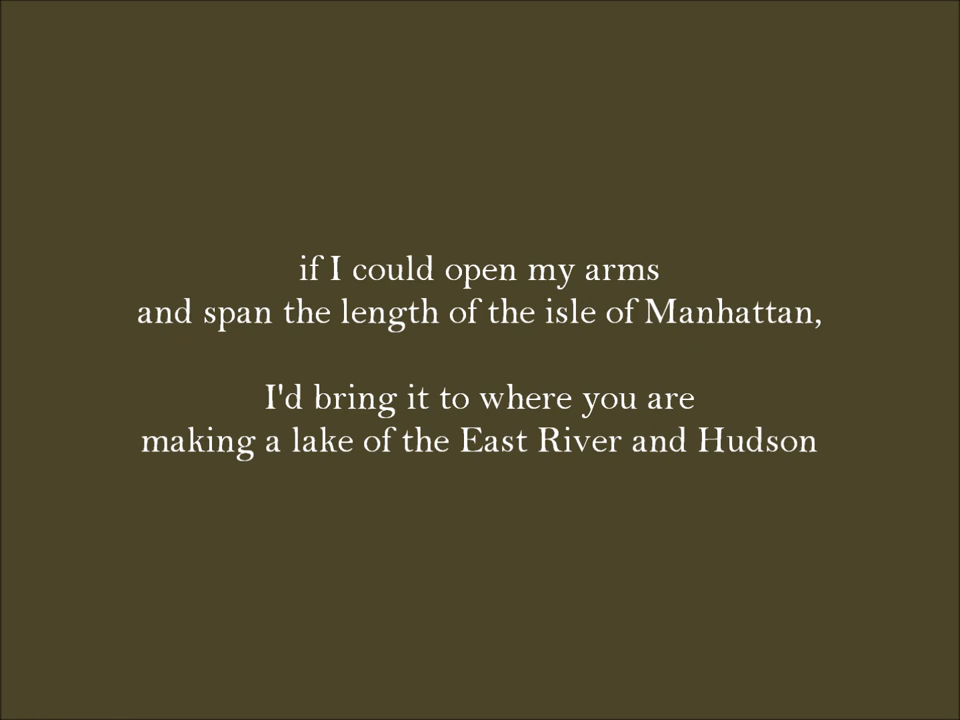 if I could open my arms
and span the length of the isle of Manhattan,
I'd bring it to where you are
making a lake of the East River and Hudson